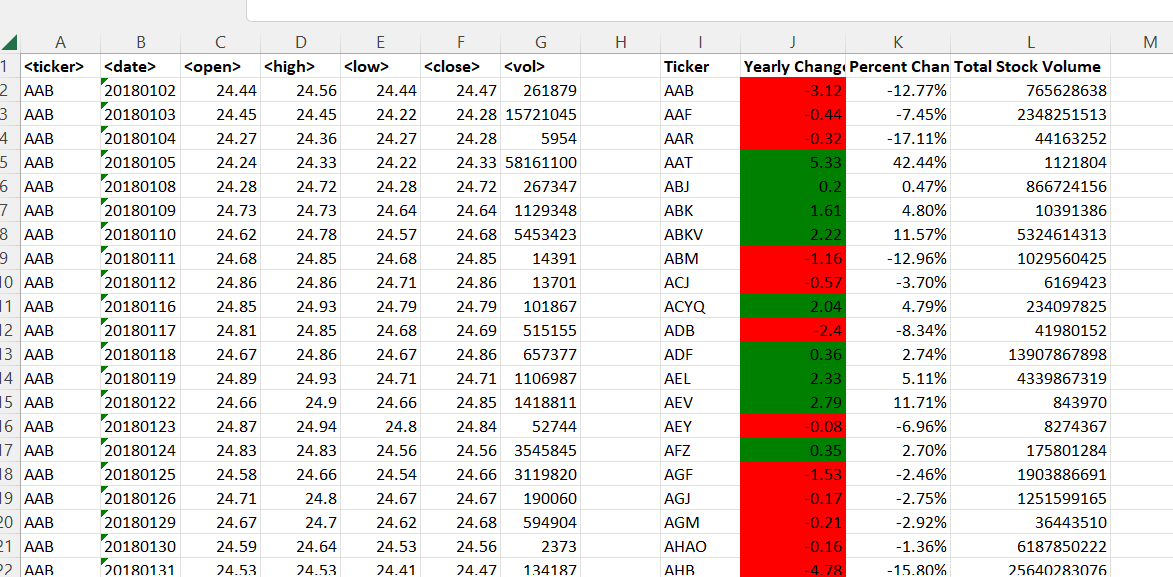 A B C D E F G H I J K L M
1 <ticker> <date> <open> <high> <low> <close> <vol> Ticker Yearly Change Percent Chan Total Stock Volume
2 AAB 20180102 24.44 24.56 24.44 24.47 261879 AAB -3.12 -12.77% 765628638
3 AAB 20180103 24.45 24.45 24.22 24.28 15721045 AAF -0.44 -7.45% 2348251513
4 AAB 20180104 24.27 24.36 24.27 24.28 5954 AAR -0.32 -17.11% 44163252
5 AAB 20180105 24.24 24.33 24.22 24.33 58161100 AAT 5.33 42.44% 1121804
6 AAB 20180108 24.28 24.72 24.28 24.72 267347 ABJ 0.2 0.47% 866724156
7 AAB 20180109 24.73 24.73 24.64 24.64 1129348 ABK 1.61 4.80% 10391386
8 AAB 20180110 24.62 24.78 24.57 24.68 5453423 ABKV 2.22 11.57% 5324614313
9 AAB 20180111 24.68 24.85 24.68 24.85 14391 ABM -1.16 -12.96% 1029560425
10 AAB 20180112 24.86 24.86 24.71 24.86 13701 ACJ -0.57 -3.70% 6169423
11 AAB 20180116 24.85 24.93 24.79 24.79 101867 ACYQ 2.04 4.79% 234097825
12 AAB 20180117 24.81 24.85 24.68 24.69 515155 ADB -2.4 -8.34% 41980152
13 AAB 20180118 24.67 24.86 24.67 24.86 657377 ADF 0.36 2.74% 13907867898
14 AAB 20180119 24.89 24.93 24.71 24.71 1106987 AEL 2.33 5.11% 4339867319
15 AAB 20180122 24.66 24.9 24.66 24.85 1418811 AEV 2.79 11.71% 843970
16 AAB 20180123 24.87 24.94 24.8 24.84 52744 AEY -0.08 -6.96% 8274367
17 AAB 20180124 24.83 24.83 24.56 24.56 3545845 AFZ 0.35 2.70% 175801284
18 AAB 20180125 24.58 24.66 24.54 24.66 3119820 AGF -1.53 -2.46% 1903886691
19 AAB 20180126 24.71 24.8 24.67 24.67 190060 AGJ -0.17 -2.75% 1251599165
20 AAB 20180129 24.67 24.7 24.62 24.68 594904 AGM -0.21 -2.92% 36443510
21 AAB 20180130 24.59 24.64 24.53 24.56 2373 AHAO -0.16 -1.36% 6187850222
22 AAB 20180131 24.53 24.53 24.41 24.47 134187 AHB -4.78 -15.80% 25640283076